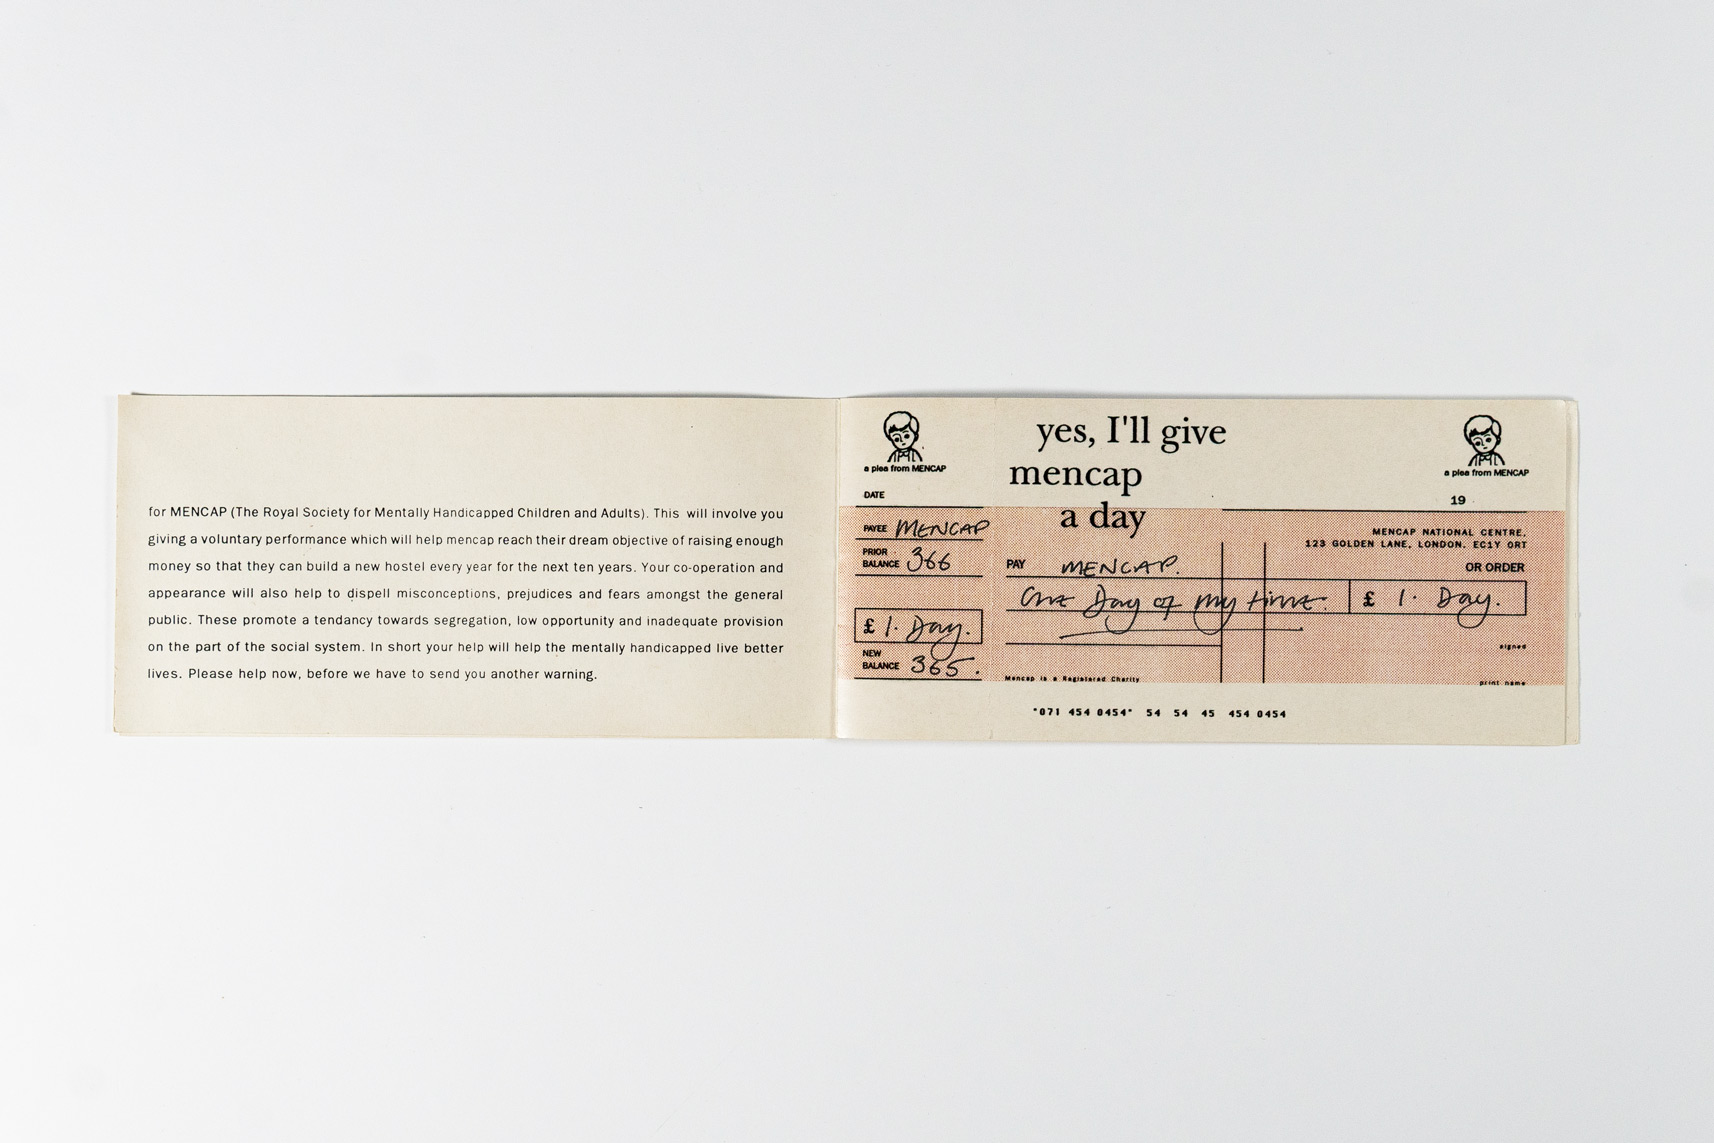 for MENCAP (The Royal Society for Mentally Handicapped Children and Adults). This will involve you
giving a voluntary performance which will help mencap reach their dream objective of raising enough
money so that they can build a new hostel every year for the next ten years. Your co-operation and
appearance will also help to dispell misconceptions, prejudices and fears amongst the general
public. These promote a tendancy towards segregation, low opportunity and inadequate provision
on the part of the social system. In short your help will help the mentally handicapped live better
lives. Please help now, before we have to send you another warning.
a plea from MENCAP
DATE
PAYEE MENCAP
PRIOR
BALANCE 366
£ 1. Day.
NEW
BALANCE 365.
yes, I'll give
mencap
a day
a plea from MENCAP
19
MENCAP NATIONAL CENTRE,
123 GOLDEN LANE, LONDON. EC1Y ORT
PAY MENCAP. OR ORDER
One Day of my time. £ 1. Day.
signed
Mencap is a Registered Charity
print name
"071 454 0454" 54 54 45 454 0454